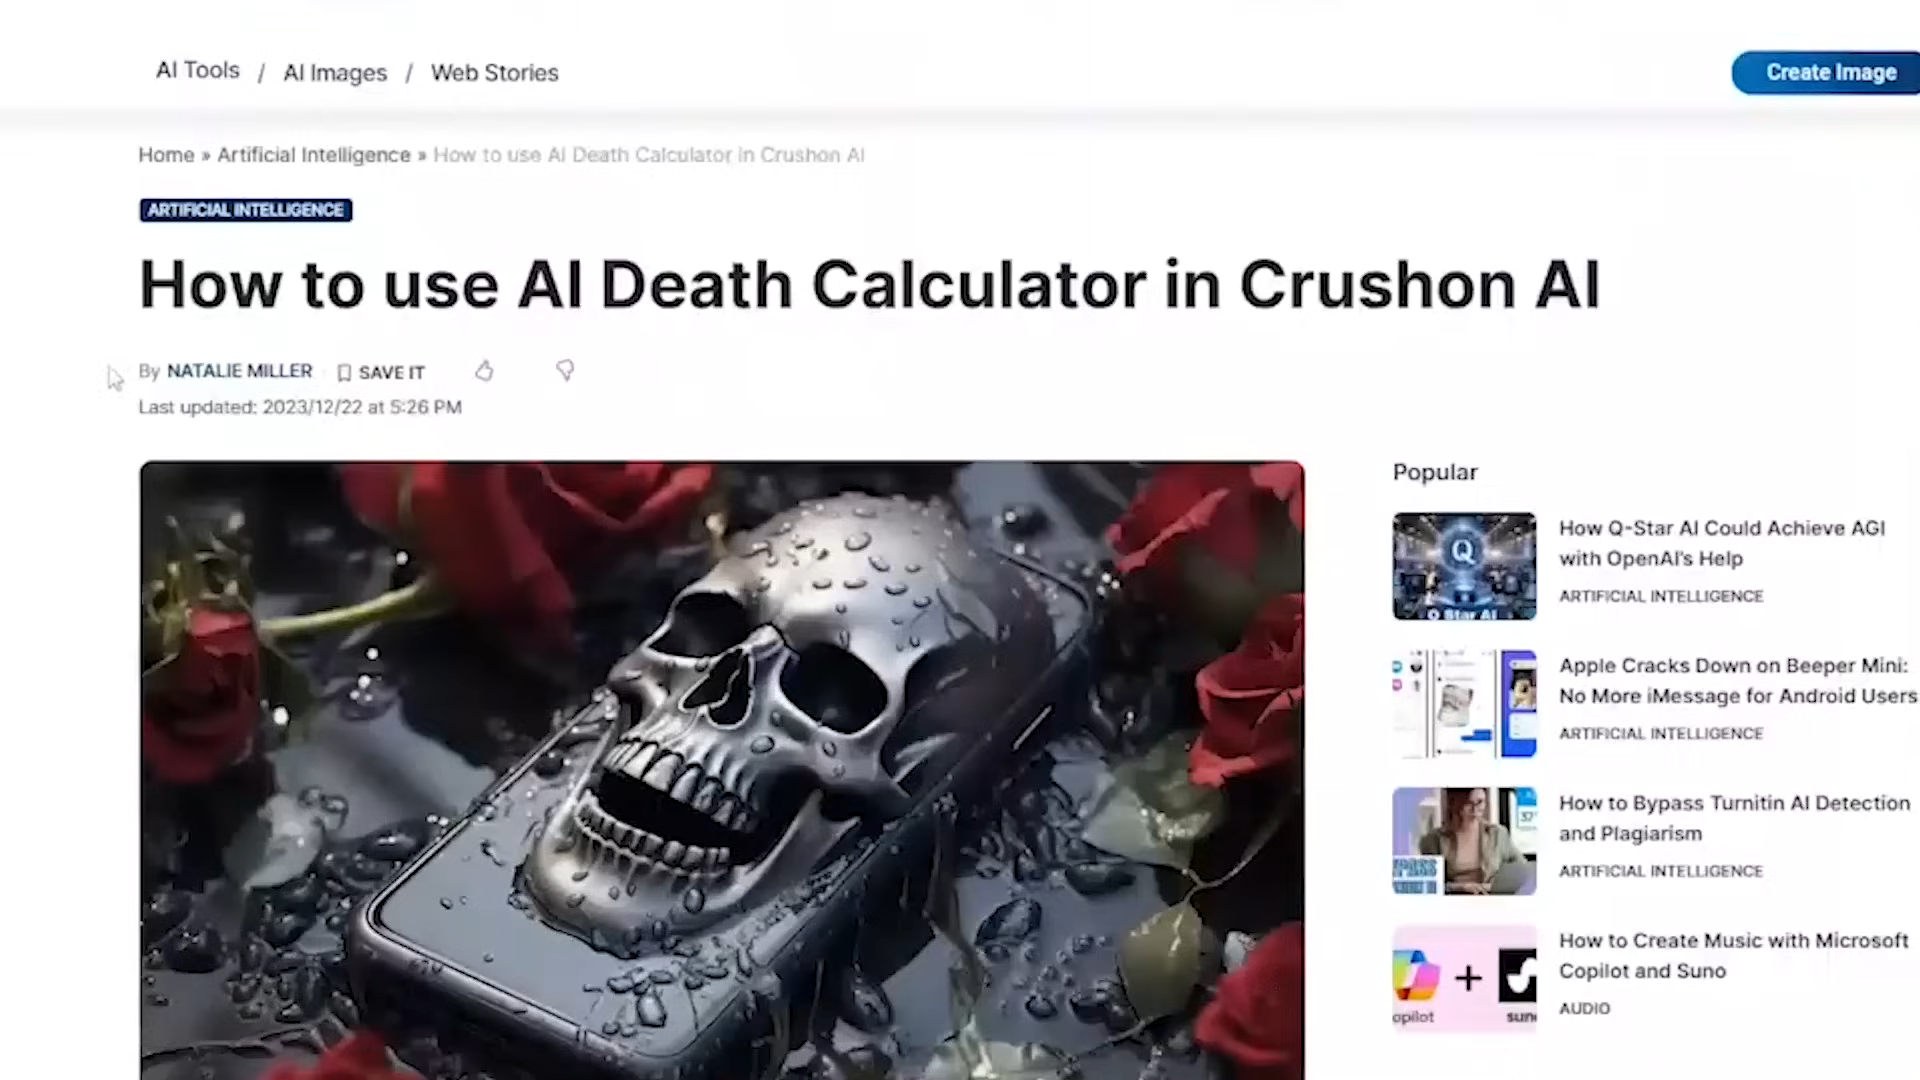 AI Tools / AI Images / Web Stories
Create Image
Home » Artificial Intelligence » How to use AI Death Calculator in Crushon AI
ARTIFICIAL INTELLIGENCE
How to use AI Death Calculator in Crushon AI
By NATALIE MILLER SAVE IT
Last updated: 2023/12/22 at 5:26 PM
Popular
Q
Q Star AI
How Q-Star AI Could Achieve AGI
with OpenAI's Help
ARTIFICIAL INTELLIGENCE
Apple Cracks Down on Beeper Mini:
No More iMessage for Android Users
ARTIFICIAL INTELLIGENCE
How to Bypass Turnitin AI Detection
and Plagiarism
ARTIFICIAL INTELLIGENCE
+
opilot
sun
How to Create Music with Microsoft
Copilot and Suno
AUDIO